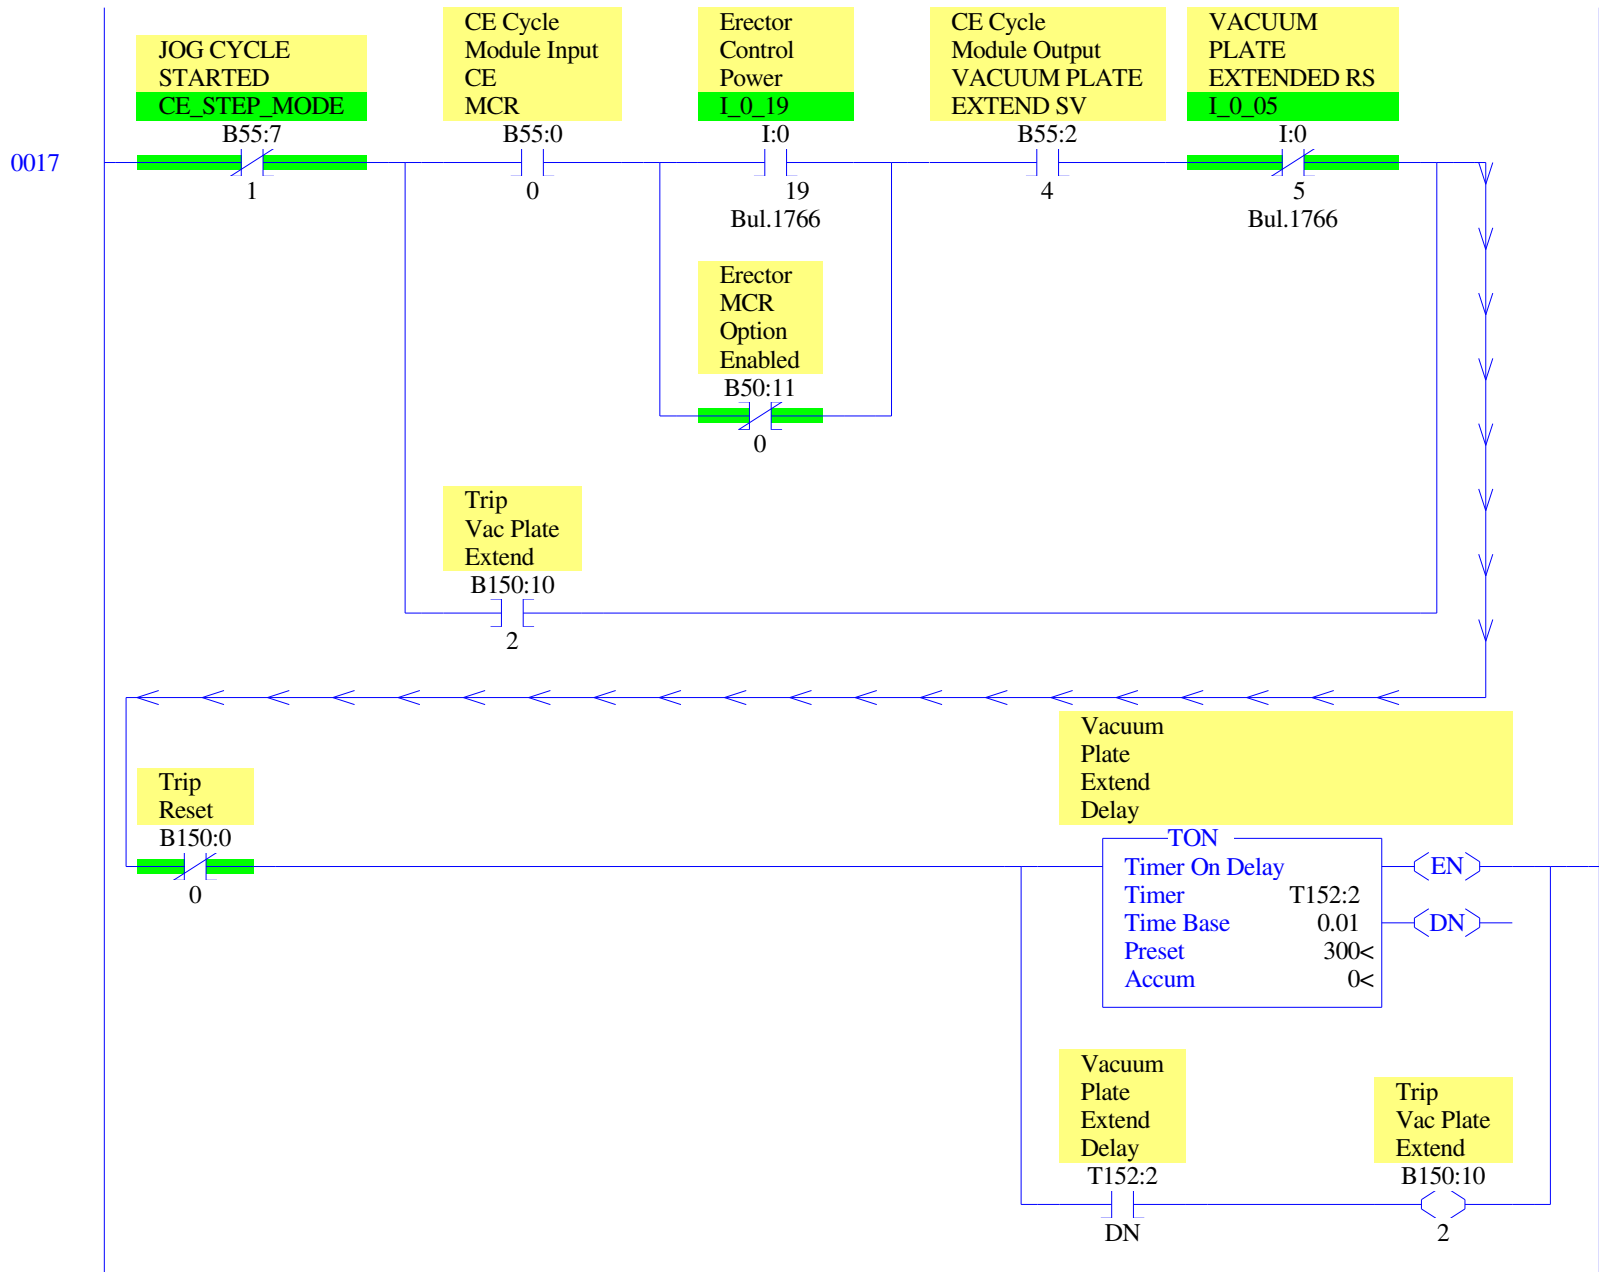 JOG CYCLE
STARTED
CE_STEP_MODE
B55:7
1
CE Cycle
Module Input
CE
MCR
B55:0
0
Erector
Control
Power
I_0_19
I:0
19
Bul.1766
CE Cycle
Module Output
VACUUM PLATE
EXTEND SV
B55:2
4
VACUUM
PLATE
EXTENDED RS
I_0_05
I:0
5
Bul.1766
0017
Erector
MCR
Option
Enabled
B50:11
0
Trip
Vac Plate
Extend
B150:10
2
Trip
Reset
B150:0
0
Vacuum
Plate
Extend
Delay
TON
Timer On Delay
Timer T152:2
Time Base 0.01
Preset 300<
Accum 0<
EN
DN
Vacuum
Plate
Extend
Delay
T152:2
DN
Trip
Vac Plate
Extend
B150:10
2